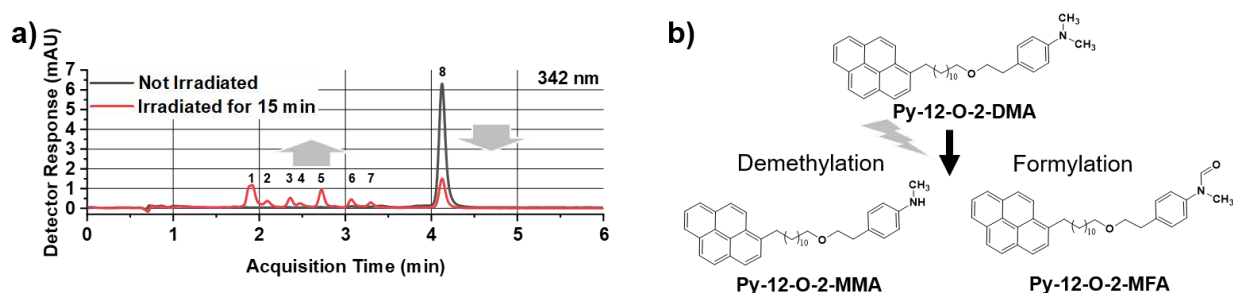 a)
Detector Response (mAU)
7
6
5
4
3
2
1
0
Not Irradiated
Irradiated for 15 min
342 nm
1
2
3
4
5
6
7
8
0
1
2
3
4
5
6
Acquisition Time (min)
b)
CH3
N
CH3
10
O
Py-12-O-2-DMA
Demethylation
Formylation
CH3
NH
10
O
Py-12-O-2-MMA
O
N
CH3
10
O
Py-12-O-2-MFA